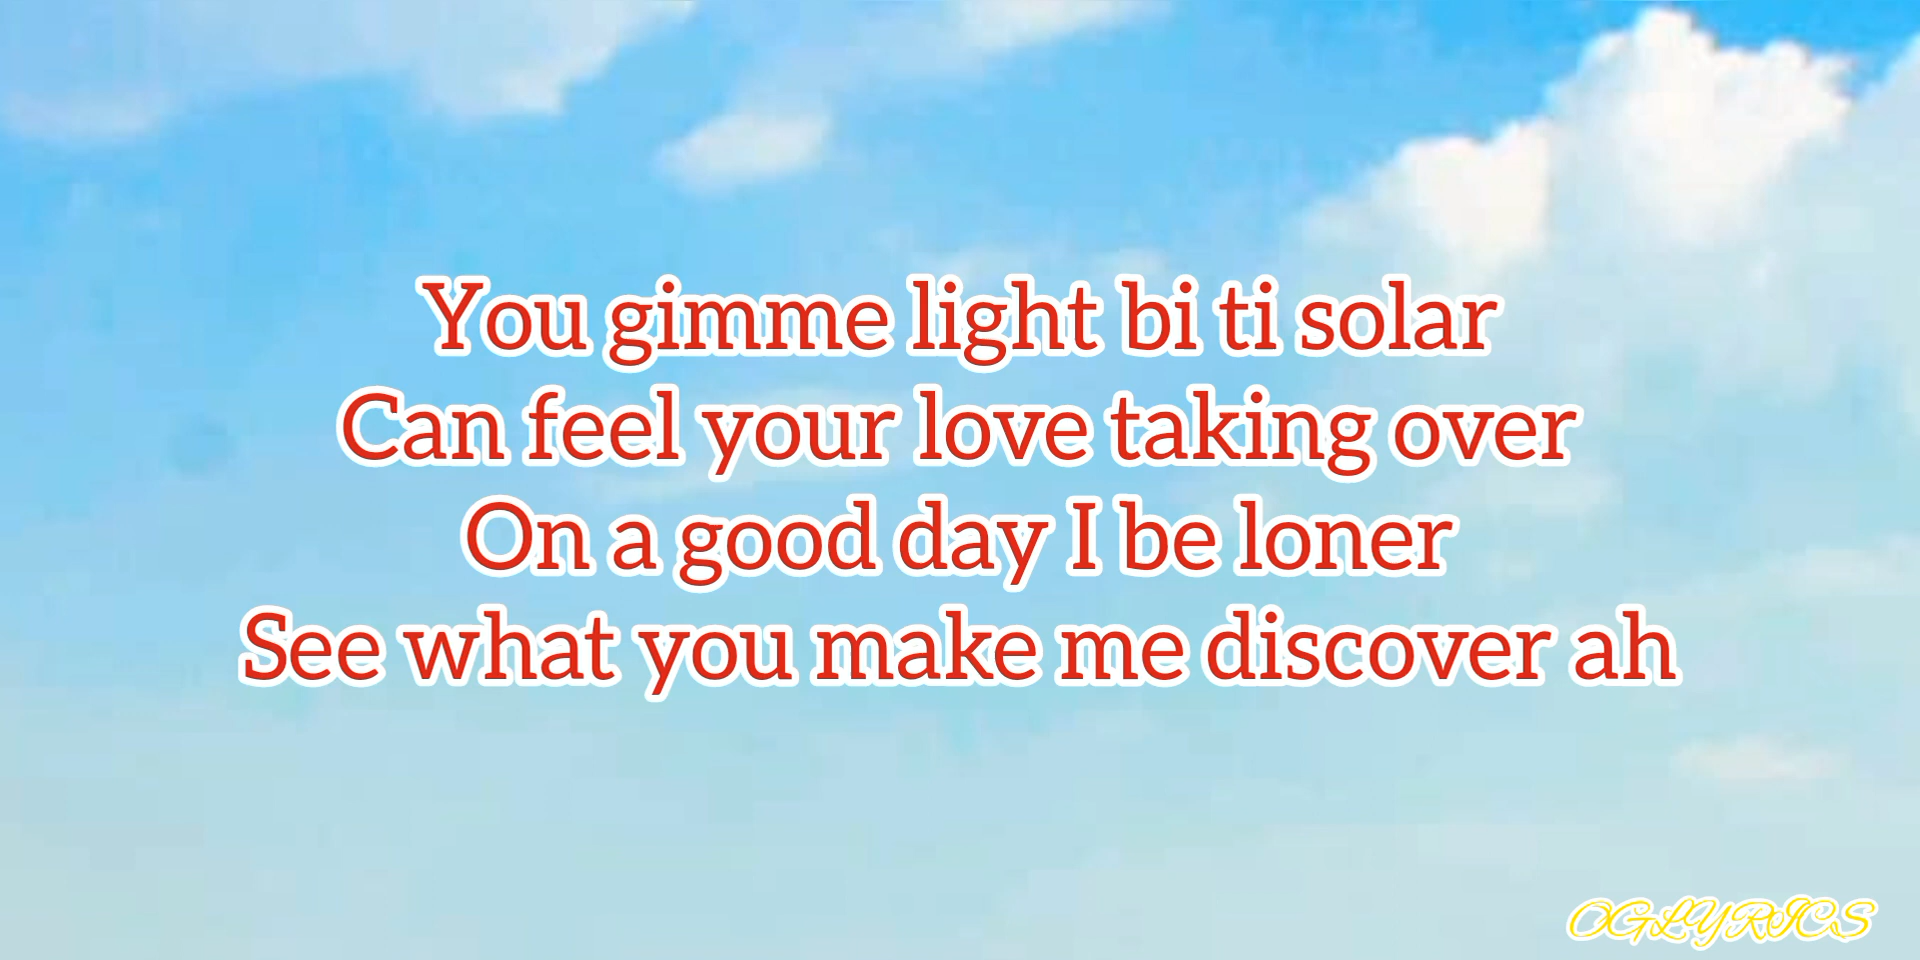 You gimme light bi ti solar
Can feel your love taking over
On a good day I be loner
See what you make me discover ah
OGLYRICS